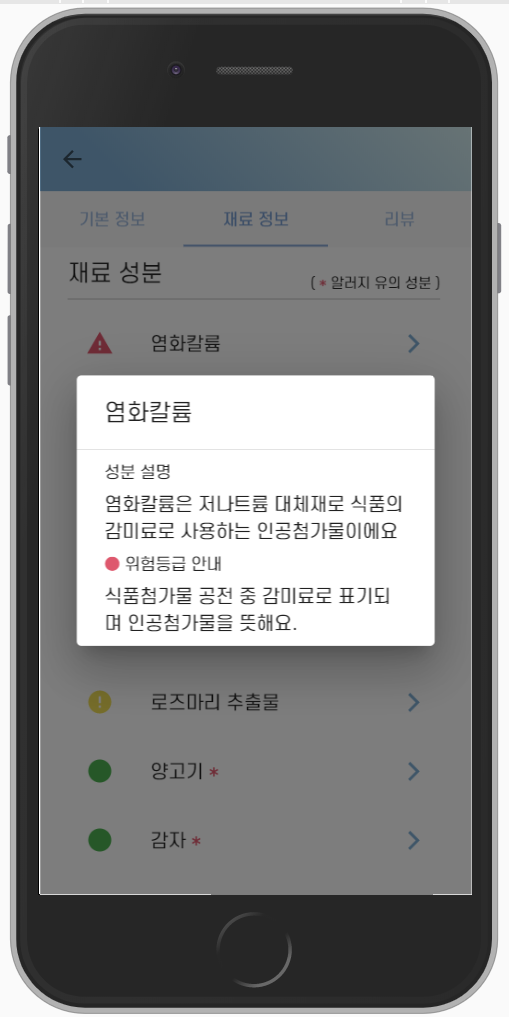 기본 정보 재료 정보 리뷰
재료 성분 ( * 알러지 유의 성분 )
염화칼륨
염화칼륨
성분 설명
염화칼륨은 저나트륨 대체재로 식품의
감미료로 사용하는 인공첨가물이에요
위험등급 안내
식품첨가물 공전 중 감미료로 표기되
며 인공첨가물을 뜻해요.
로즈마리 추출물
양고기 *
감자 *